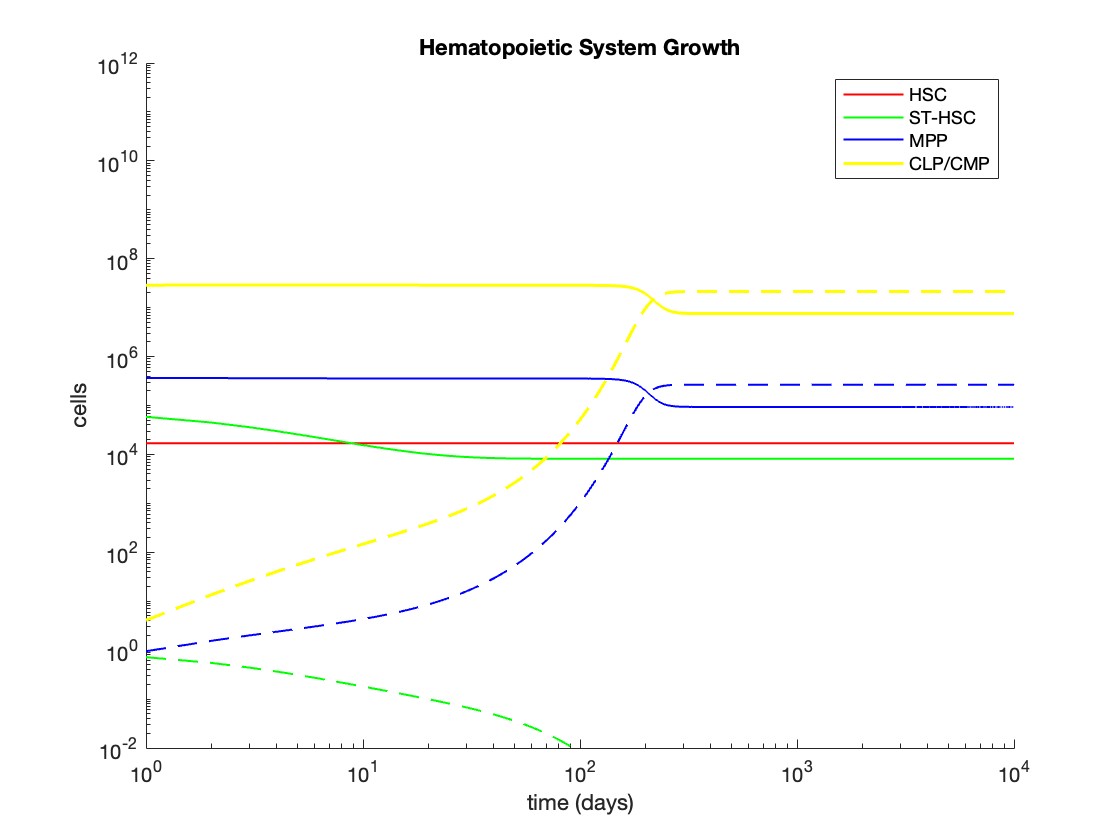 Hematopoietic System Growth
10^12
10^10
10^8
10^6
10^4
10^2
10^0
10^-2
cells
HSC
ST-HSC
MPP
CLP/CMP
10^0
10^1
10^2
10^3
10^4
time (days)